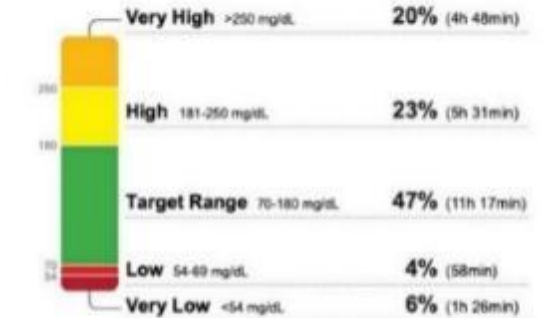 Very High >250 mg/dL 20% (4h 48min)
250
High 181-250 mg/dL 23% (5h 31min)
180
Target Range 70-180 mg/dL 47% (11h 17min)
70
Low 54-69 mg/dL 4% (58min)
54
Very Low <54 mg/dL 6% (1h 26min)